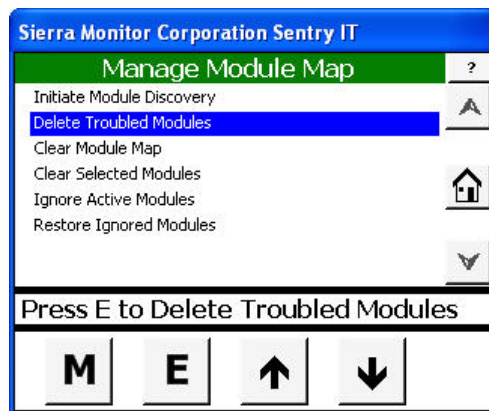 Sierra Monitor Corporation Sentry IT
Manage Module Map
?
Initiate Module Discovery
Delete Troubled Modules
Clear Module Map
Clear Selected Modules
Ignore Active Modules
Restore Ignored Modules
Press E to Delete Troubled Modules
M E